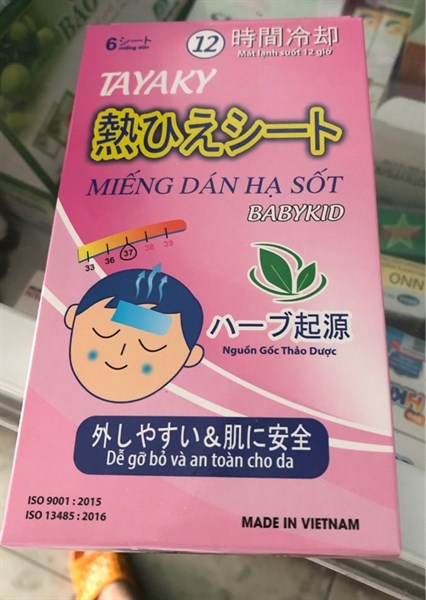 6シート
miếng dán
12 時間冷却
Mát lạnh suốt 12 giờ
TAYAKY
熱ひえシート
MIẾNG DÁN HẠ SỐT
BABYKID
33 36 37 38 39
ハーブ起源
Nguồn Gốc Thảo Dược
外しやすい&肌に安全
Dễ gỡ bỏ và an toàn cho da
ISO 9001 : 2015
ISO 13485 : 2016
MADE IN VIETNAM